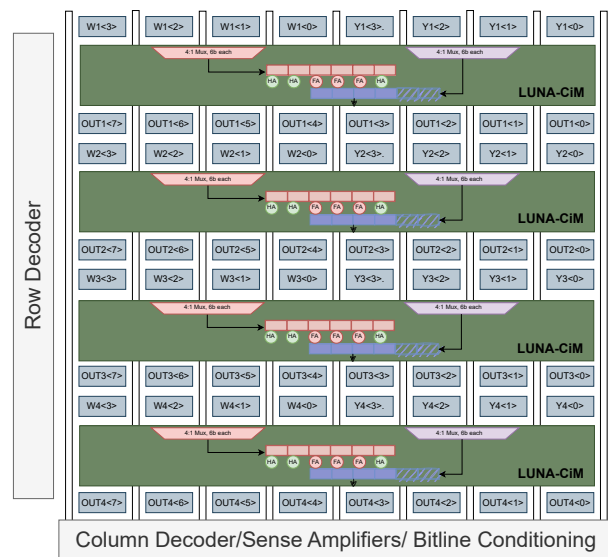 W1<3> W1<2> W1<1> W1<0> Y1<3>. Y1<2> Y1<1> Y1<0>
4:1 Mux, 6b each 4:1 Mux, 6b each
HA HA FA FA FA HA
LUNA-CiM
OUT1<7> OUT1<6> OUT1<5> OUT1<4> OUT1<3> OUT1<2> OUT1<1> OUT1<0>
W2<3> W2<2> W2<1> W2<0> Y2<3>. Y2<2> Y2<1> Y2<0>
4:1 Mux, 6b each 4:1 Mux, 6b each
HA HA FA FA FA HA
LUNA-CiM
OUT2<7> OUT2<6> OUT2<5> OUT2<4> OUT2<3> OUT2<2> OUT2<1> OUT2<0>
W3<3> W3<2> W3<1> W3<0> Y3<3>. Y3<2> Y3<1> Y3<0>
4:1 Mux, 6b each 4:1 Mux, 6b each
HA HA FA FA FA HA
LUNA-CiM
OUT3<7> OUT3<6> OUT3<5> OUT3<4> OUT3<3> OUT3<2> OUT3<1> OUT3<0>
W4<3> W4<2> W4<1> W4<0> Y4<3>. Y4<2> Y4<1> Y4<0>
4:1 Mux, 6b each 4:1 Mux, 6b each
HA HA FA FA FA HA
LUNA-CiM
OUT4<7> OUT4<6> OUT4<5> OUT4<4> OUT4<3> OUT4<2> OUT4<1> OUT4<0>
Row Decoder
Column Decoder/Sense Amplifiers/ Bitline Conditioning